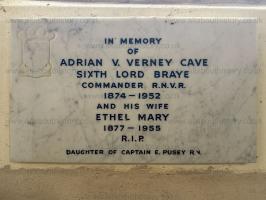 IN MEMORY
OF
ADRIAN V. VERNEY CAVE
SIXTH LORD BRAYE
COMMANDER R.N.V.R.
1874-1952
AND HIS WIFE
ETHEL MARY
1877-1955
R.I.P.
DAUGHTER OF CAPTAIN E. PUSEY R.N.